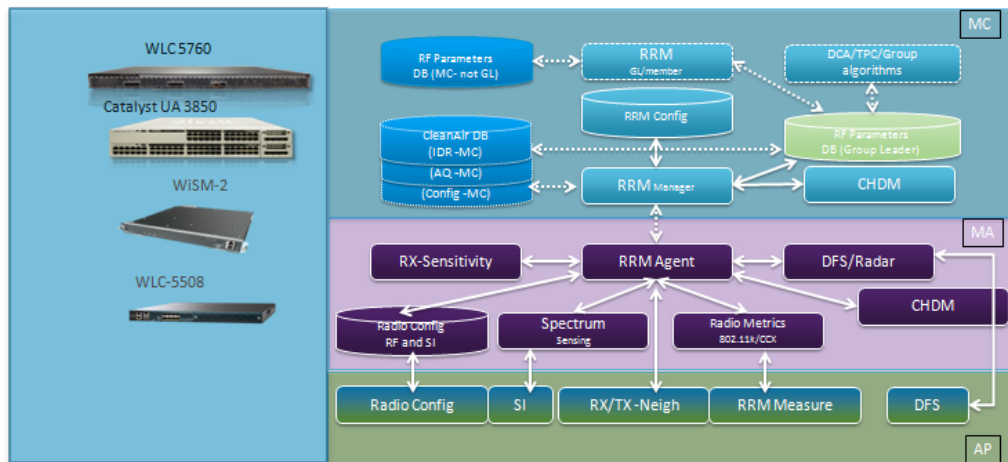 WLC 5760
Catalyst UA 3850
WiSM-2
WLC-5508
MC
RF Parameters
DB (MC- not GL)
RRM
GL/member
DCA/TPC/Group
algorithms
RRM Config
CleanAir DB
(IDR -MC)
(AQ -MC)
(Config -MC)
RF Parameters
DB (Group Leader)
RRM Manager
CHDM
MA
RX-Sensitivity
RRM Agent
DFS/Radar
CHDM
Radio Config
RF and SI
Spectrum
Sensing
Radio Metrics
802.11k/CCX
Radio Config
SI
RX/TX -Neigh
RRM Measure
DFS
AP